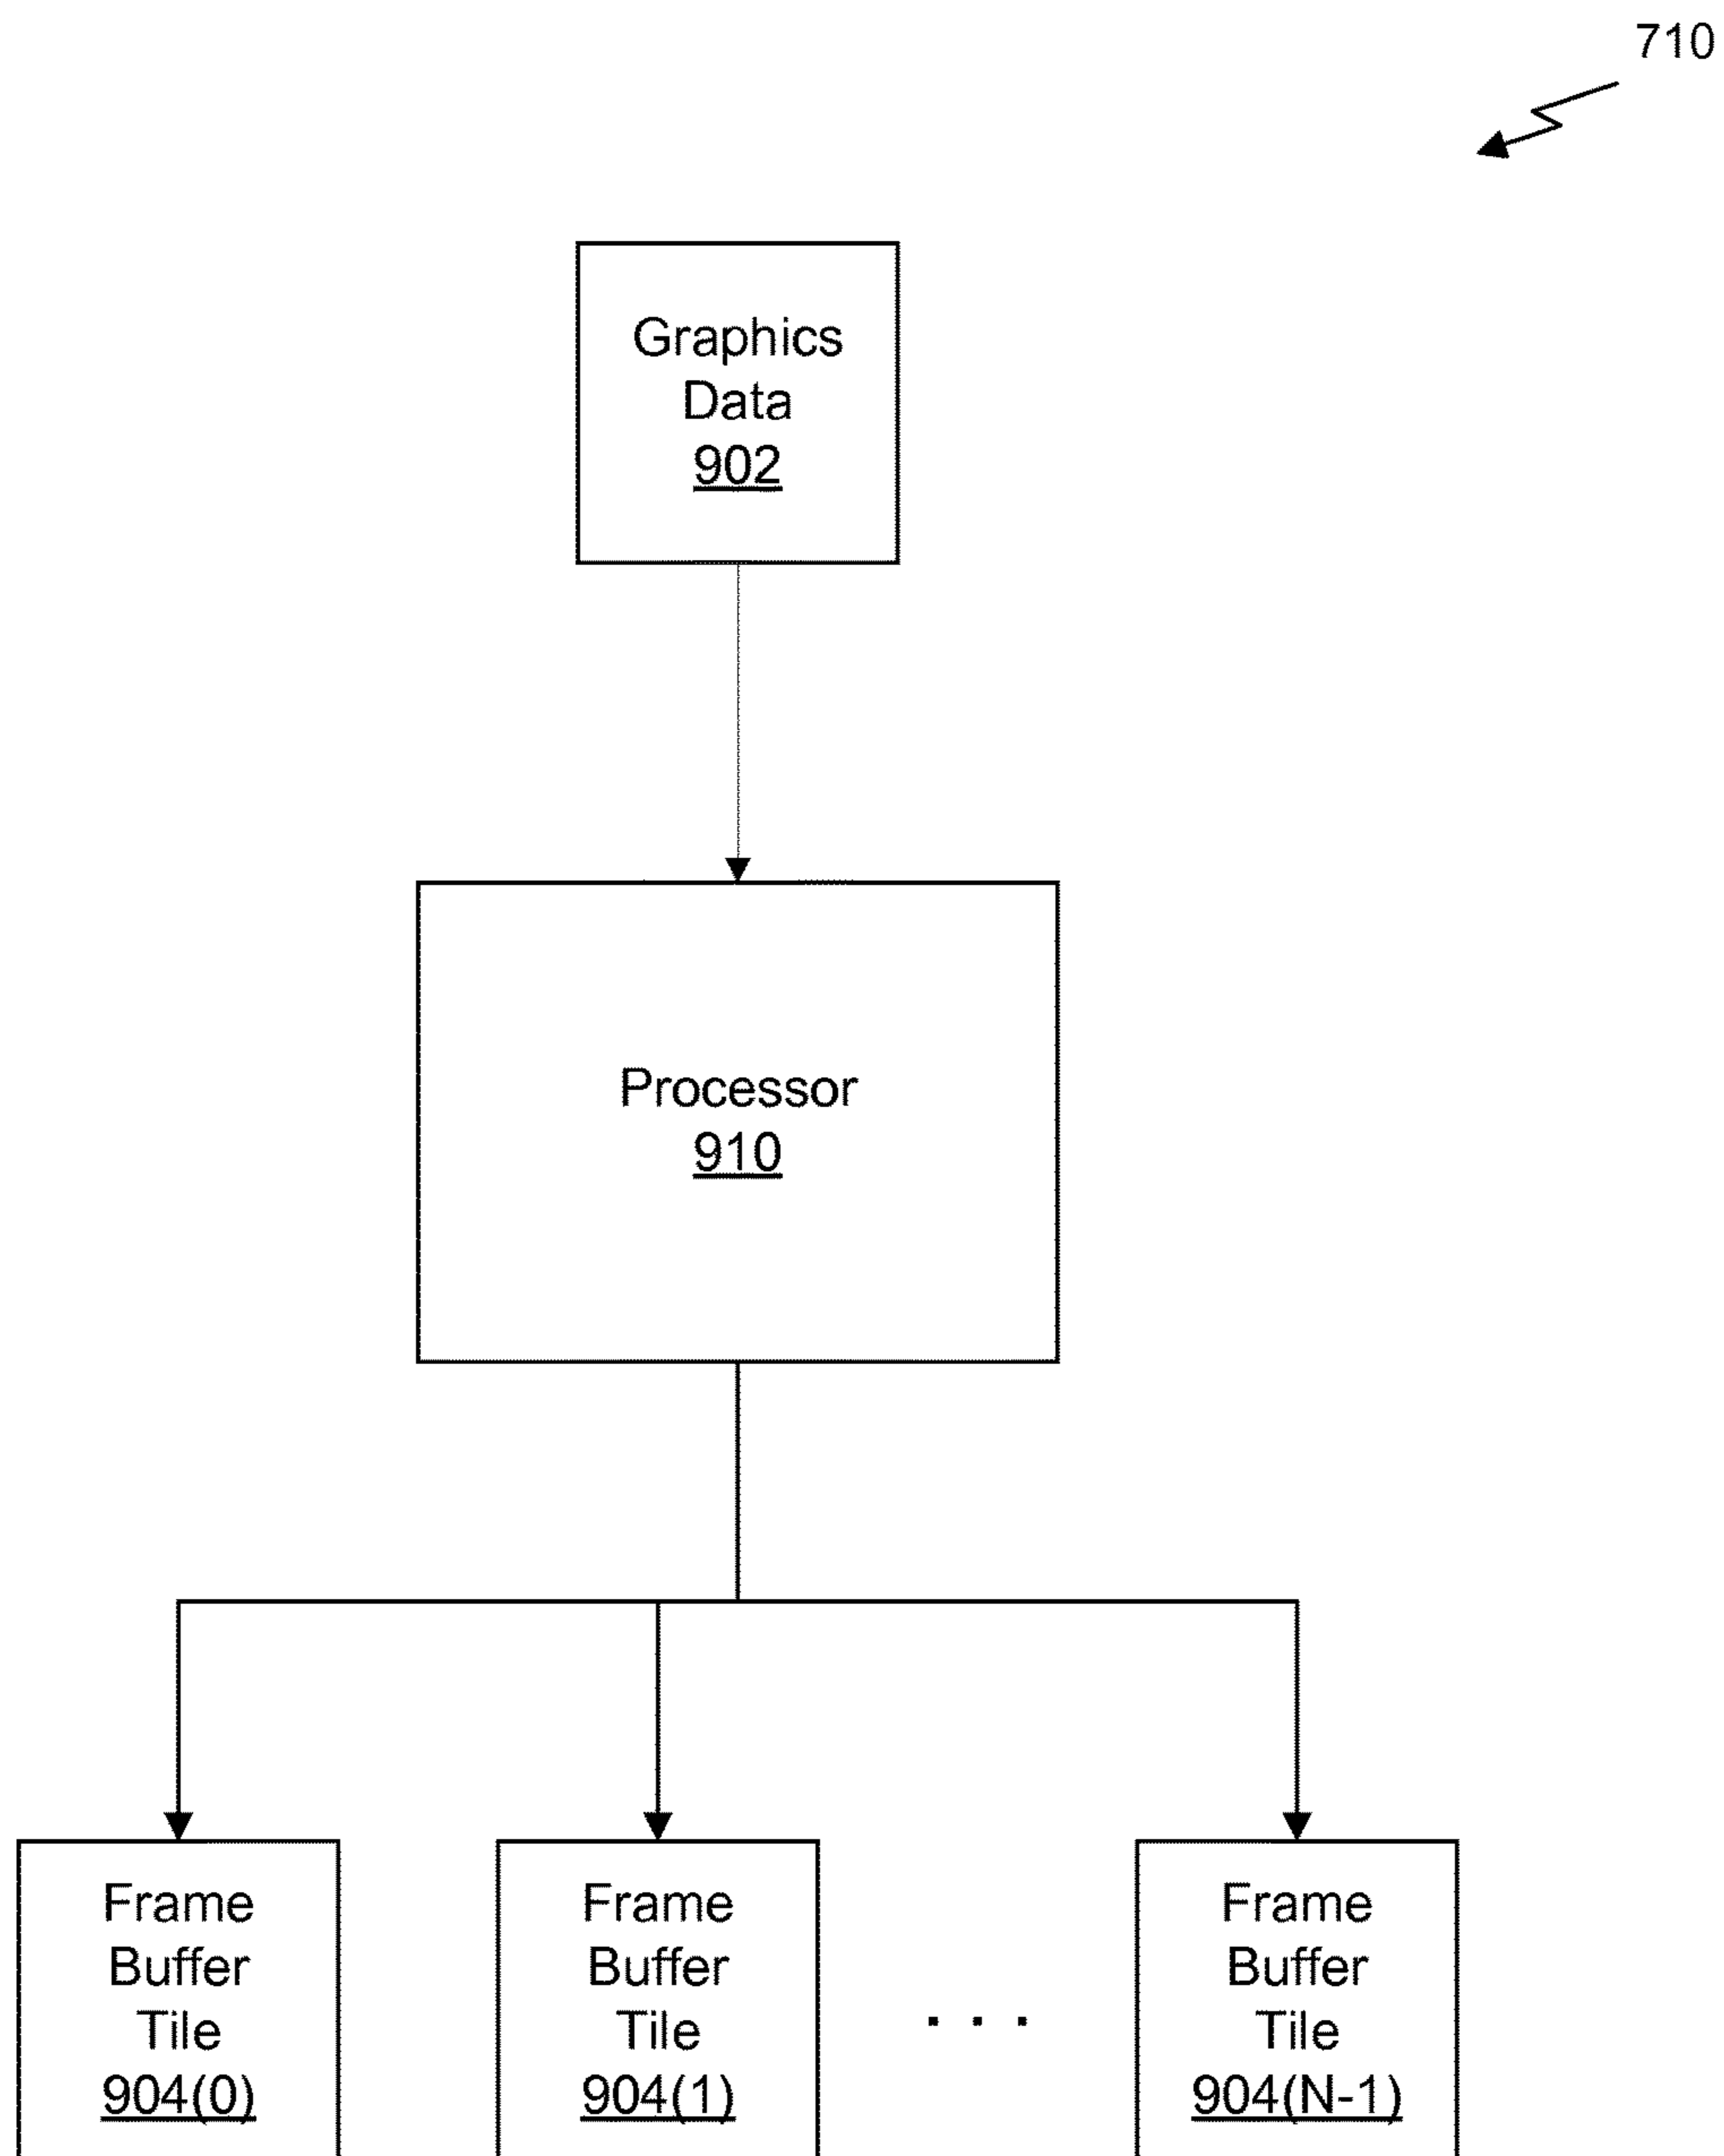 710
Graphics
Data
902
Processor
910
Frame
Buffer
Tile
904(0)
Frame
Buffer
Tile
904(1)
. . .
Frame
Buffer
Tile
904(N-1)